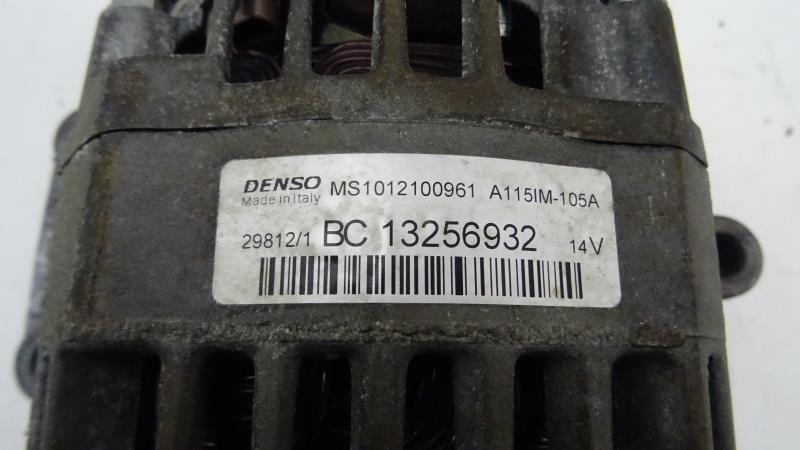 DENSO MS1012100961 A115IM-105A
Made in Italy
29812/1 BC 13256932 14V